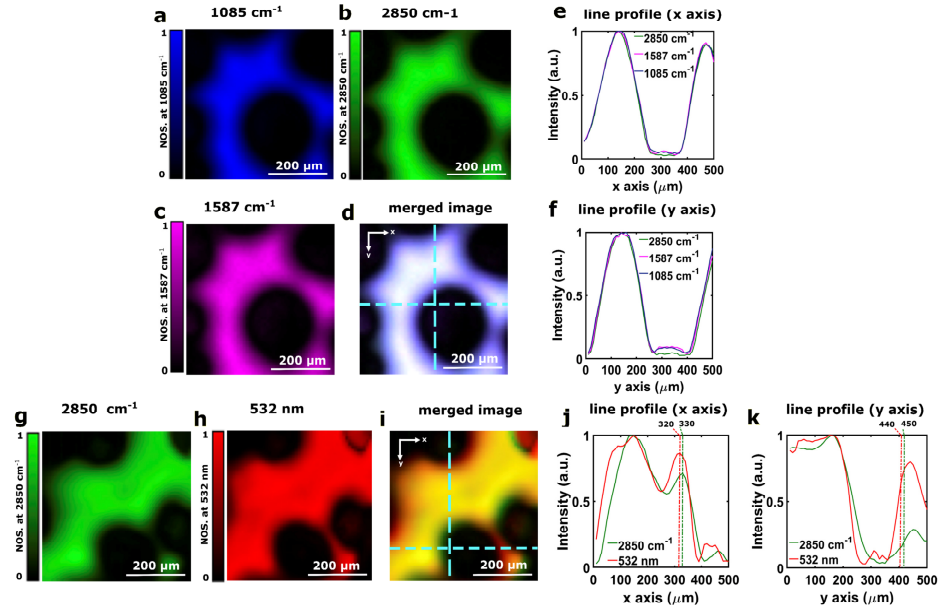 a 1085 cm⁻¹
b 2850 cm-1
e line profile (x axis)
1
NOS. at 1085 cm⁻¹
0
200 µm
1
NOS. at 2850 cm⁻¹
0
200 µm
Intensity (a.u.)
1
0.5
0
2850 cm⁻¹
1587 cm⁻¹
1085 cm⁻¹
0 100 200 300 400 500
x axis (µm)
c 1587 cm⁻¹
d merged image
f line profile (y axis)
1
NOS. at 1587 cm⁻¹
0
200 µm
x
y
200 µm
Intensity (a.u.)
1
0.5
0
2850 cm⁻¹
1587 cm⁻¹
1085 cm⁻¹
0 100 200 300 400 500
y axis (µm)
g 2850 cm⁻¹
h 532 nm
i merged image
j line profile (x axis)
k line profile (y axis)
1
NOS. at 2850 cm⁻¹
0
200 µm
1
NOS. at 532 nm
0
200 µm
x
y
200 µm
320 330
Intensity (a.u.)
1
0.5
0
2850 cm⁻¹
532 nm
0 100 200 300 400 500
x axis (µm)
440 450
Intensity (a.u.)
1
0.5
0
2850 cm⁻¹
532 nm
0 100 200 300 400 500
y axis (µm)